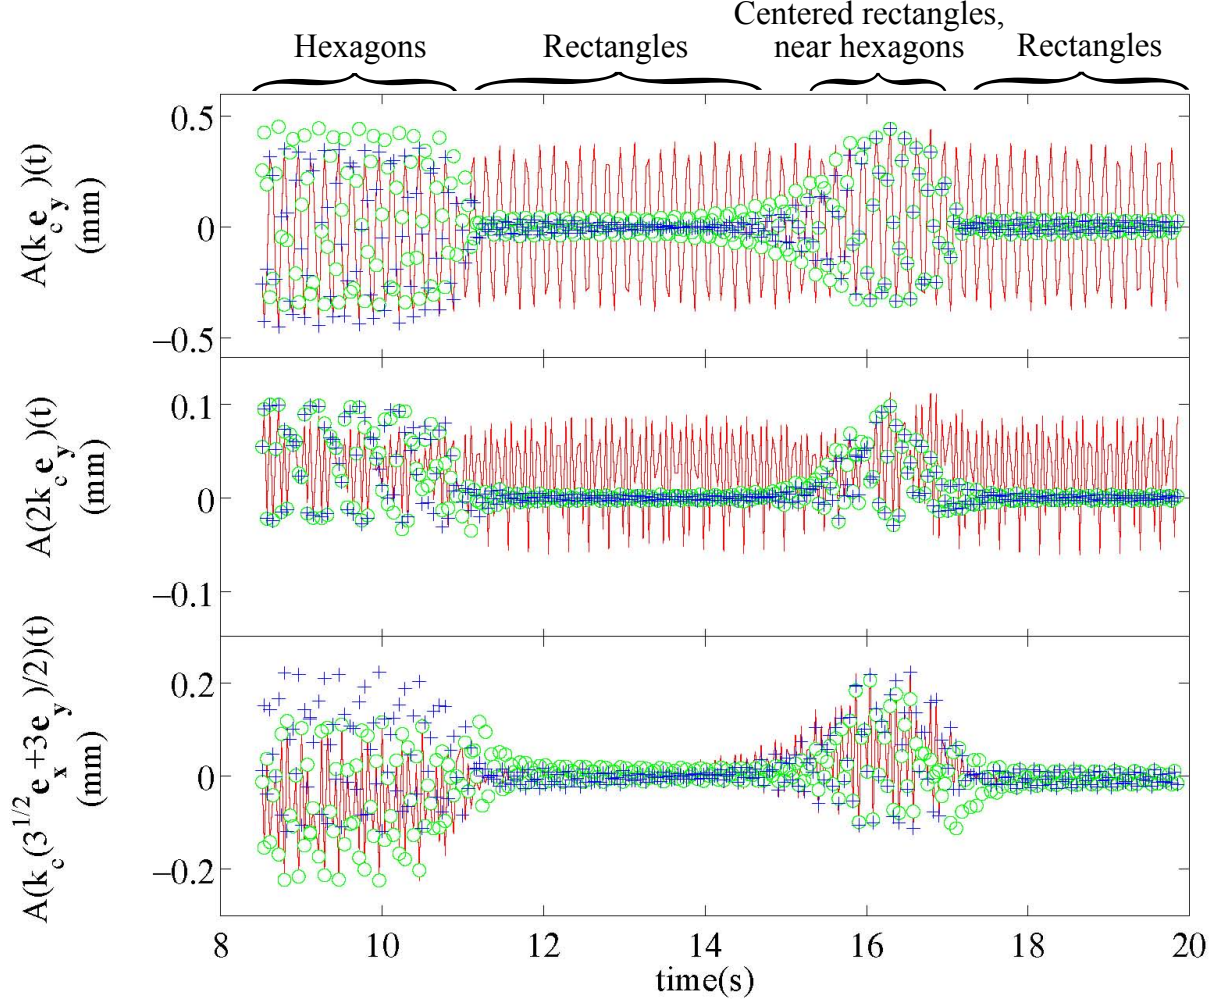 Centered rectangles,
Hexagons Rectangles near hexagons Rectangles
A(k_c e_y)(t)
(mm)
0.5
0
−0.5
A(2k_c e_y)(t)
(mm)
0.1
0
−0.1
A(k_c(3^1/2 e_x+3e_y)/2)(t)
(mm)
0.2
0
−0.2
8 10 12 14 16 18 20
time(s)